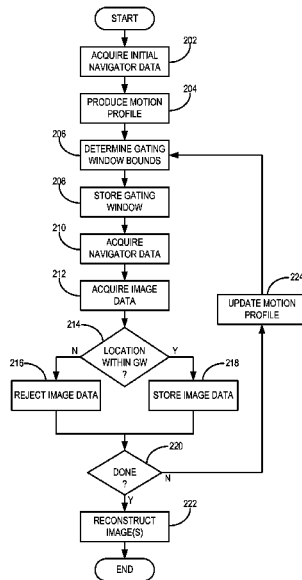 START
ACQUIRE INITIAL
NAVIGATOR DATA
202
PRODUCE MOTION
PROFILE
204
206
DETERMINE GATING
WINDOW BOUNDS
208
STORE GATING
WINDOW
210
ACQUIRE
NAVIGATOR DATA
212
ACQUIRE IMAGE
DATA
214
LOCATION
WITHIN GW
?
N
Y
216
REJECT IMAGE DATA
218
STORE IMAGE DATA
224
UPDATE MOTION
PROFILE
220
DONE
?
N
Y
222
RECONSTRUCT
IMAGE(S)
END